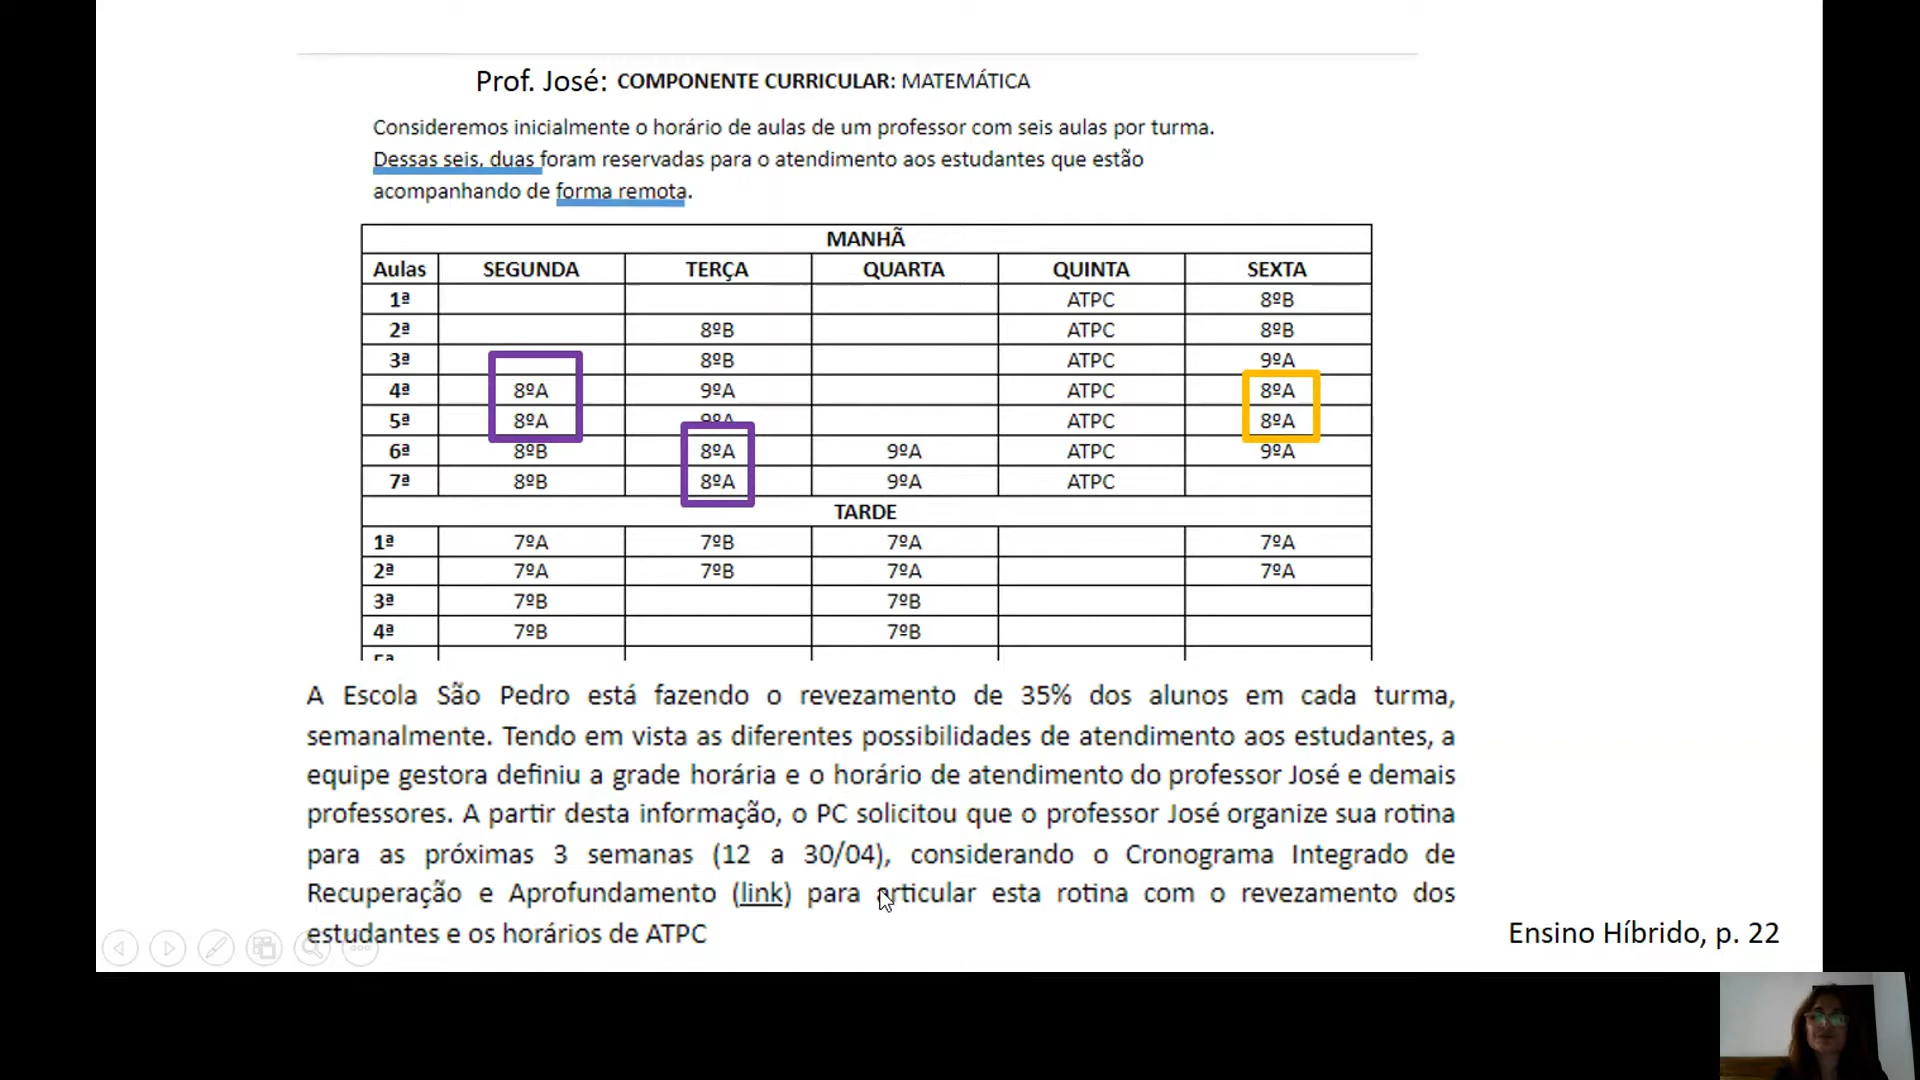 Prof. José: COMPONENTE CURRICULAR: MATEMÁTICA
Consideremos inicialmente o horário de aulas de um professor com seis aulas por turma.
Dessas seis, duas foram reservadas para o atendimento aos estudantes que estão
acompanhando de forma remota.
MANHÃ
Aulas SEGUNDA TERÇA QUARTA QUINTA SEXTA
1ª ATPC 8ºB
2ª 8ºB ATPC 8ºB
3ª 8ºB ATPC 9ºA
4ª 8ºA 9ºA ATPC 8ºA
5ª 8ºA 9ºA ATPC 8ºA
6ª 8ºB 8ºA 9ºA ATPC 9ºA
7ª 8ºB 8ºA 9ºA ATPC
TARDE
1ª 7ºA 7ºB 7ºA 7ºA
2ª 7ºA 7ºB 7ºA 7ºA
3ª 7ºB 7ºB
4ª 7ºB 7ºB
5ª
A Escola São Pedro está fazendo o revezamento de 35% dos alunos em cada turma,
semanalmente. Tendo em vista as diferentes possibilidades de atendimento aos estudantes, a
equipe gestora definiu a grade horária e o horário de atendimento do professor José e demais
professores. A partir desta informação, o PC solicitou que o professor José organize sua rotina
para as próximas 3 semanas (12 a 30/04), considerando o Cronograma Integrado de
Recuperação e Aprofundamento (link) para articular esta rotina com o revezamento dos
estudantes e os horários de ATPC
Ensino Híbrido, p. 22